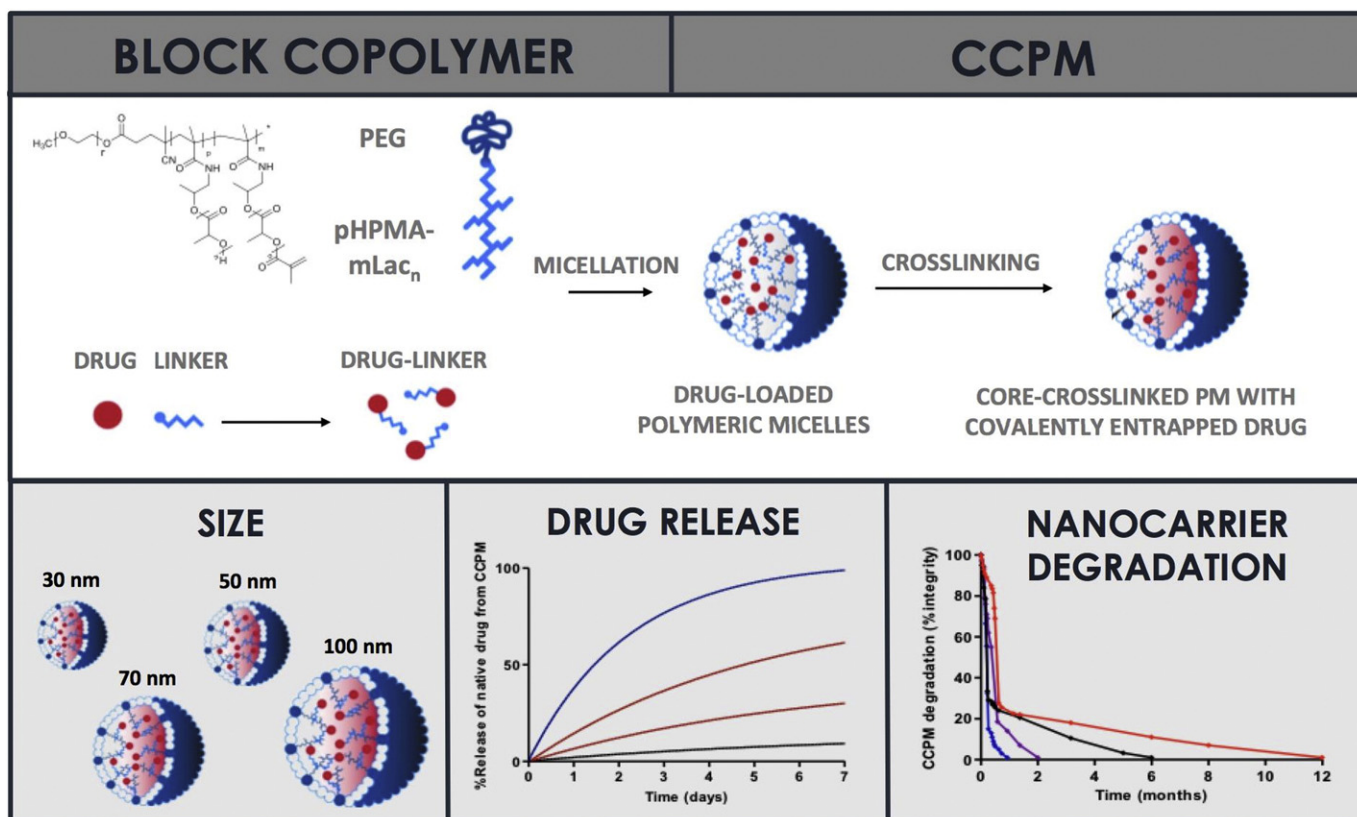 BLOCK COPOLYMER
CCPM
PEG
pHPMA-
mLacₙ
MICELLATION
CROSSLINKING
DRUG LINKER
DRUG-LINKER
DRUG-LOADED
POLYMERIC MICELLES
CORE-CROSSLINKED PM WITH
COVALENTLY ENTRAPPED DRUG
SIZE
30 nm
50 nm
70 nm
100 nm
DRUG RELEASE
%Release of native drug from CCPM
100
50
0
0 1 2 3 4 5 6 7
Time (days)
NANOCARRIER
DEGRADATION
CCPM degradation (% integrity)
100
80
60
40
20
0
0 2 4 6 8 10 12
Time (months)